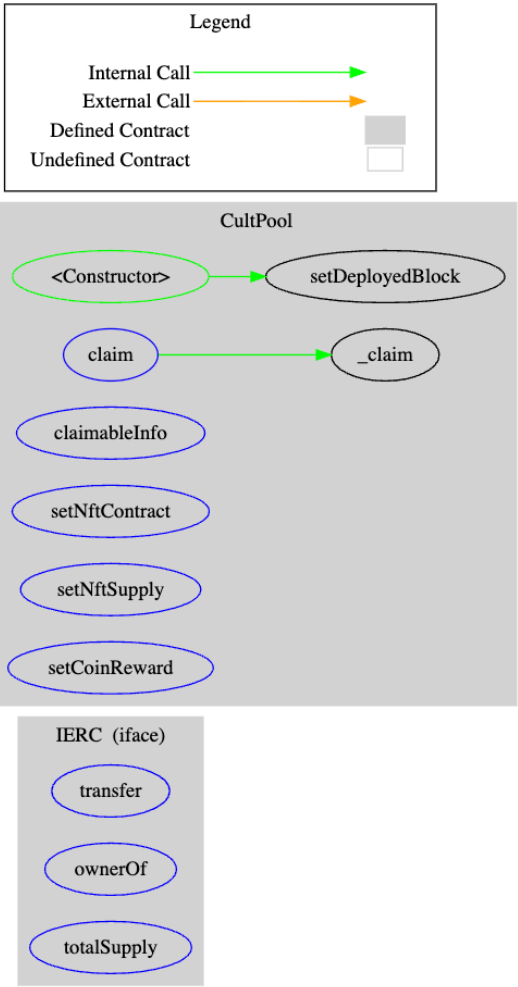 Legend
Internal Call
External Call
Defined Contract
Undefined Contract
CultPool
<Constructor>
setDeployedBlock
claim
_claim
claimableInfo
setNftContract
setNftSupply
setCoinReward
IERC (iface)
transfer
ownerOf
totalSupply